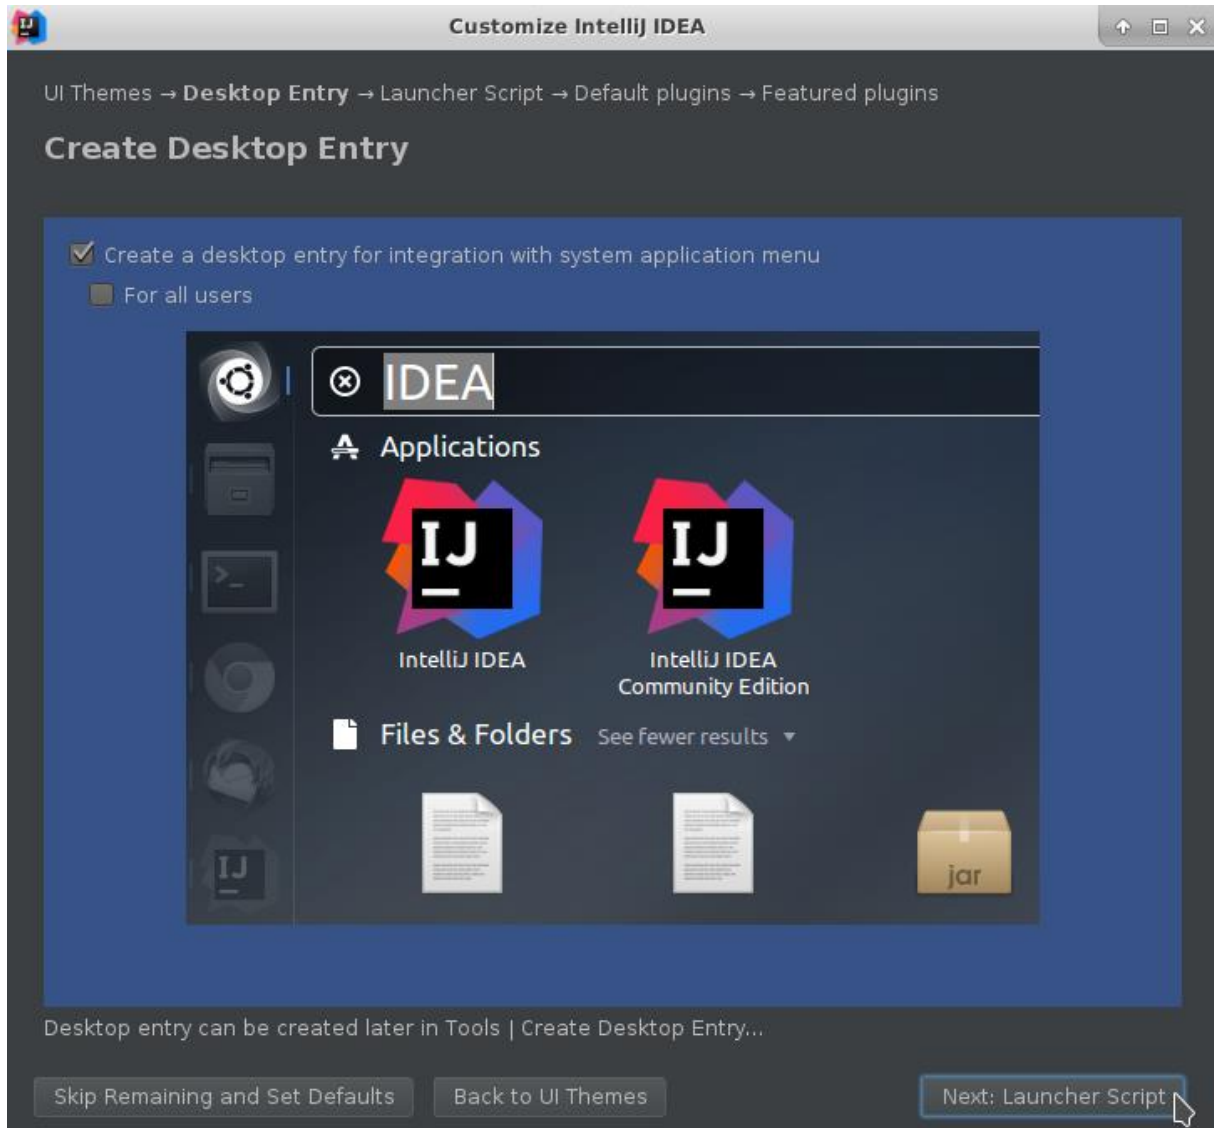 Customize IntelliJ IDEA
UI Themes → Desktop Entry → Launcher Script → Default plugins → Featured plugins
Create Desktop Entry
Create a desktop entry for integration with system application menu
For all users
IDEA
Applications
IJ
IJ
IntelliJ IDEA
IntelliJ IDEA
Community Edition
Files & Folders See fewer results
>_
IJ
jar
Desktop entry can be created later in Tools | Create Desktop Entry...
Skip Remaining and Set Defaults
Back to UI Themes
Next: Launcher Script